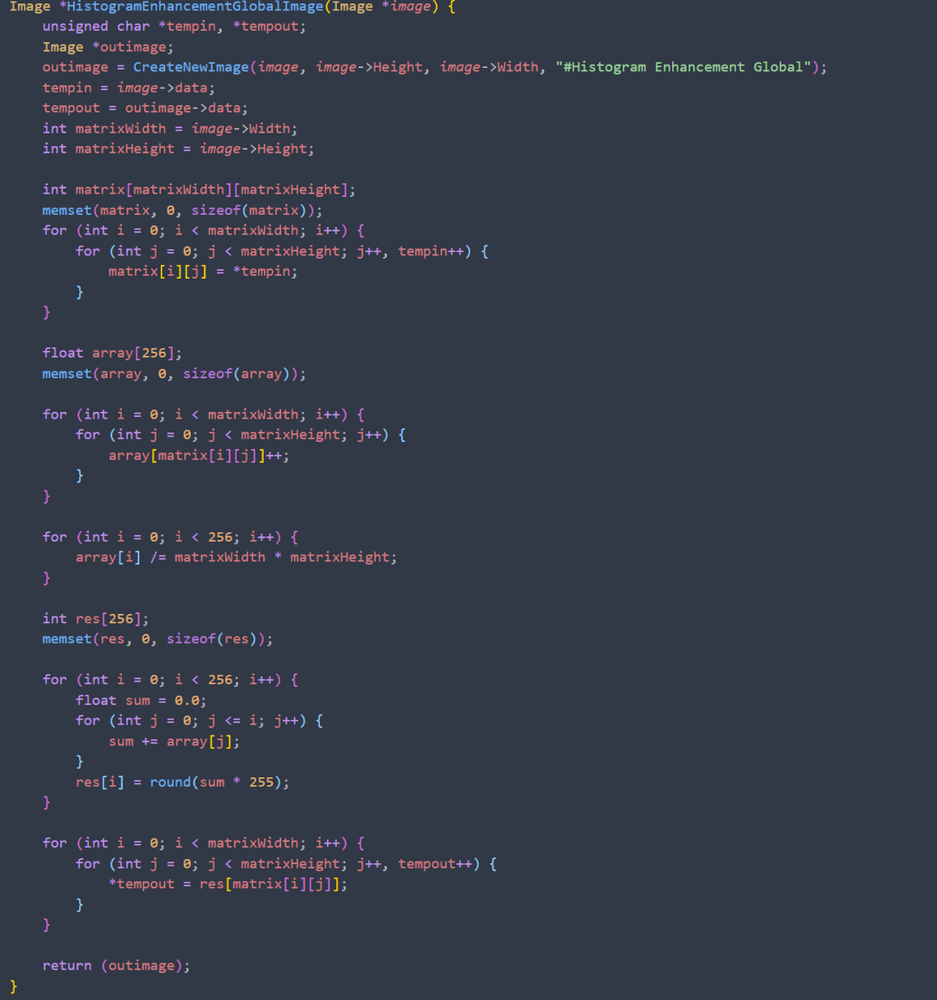 Image *HistogramEnhancementGlobalImage(Image *image) {
    unsigned char *tempin, *tempout;
    Image *outimage;
    outimage = CreateNewImage(image, image->Height, image->Width, "#Histogram Enhancement Global");
    tempin = image->data;
    tempout = outimage->data;
    int matrixWidth = image->Width;
    int matrixHeight = image->Height;

    int matrix[matrixWidth][matrixHeight];
    memset(matrix, 0, sizeof(matrix));
    for (int i = 0; i < matrixWidth; i++) {
        for (int j = 0; j < matrixHeight; j++, tempin++) {
            matrix[i][j] = *tempin;
        }
    }

    float array[256];
    memset(array, 0, sizeof(array));

    for (int i = 0; i < matrixWidth; i++) {
        for (int j = 0; j < matrixHeight; j++) {
            array[matrix[i][j]]++;
        }
    }

    for (int i = 0; i < 256; i++) {
        array[i] /= matrixWidth * matrixHeight;
    }

    int res[256];
    memset(res, 0, sizeof(res));

    for (int i = 0; i < 256; i++) {
        float sum = 0.0;
        for (int j = 0; j <= i; j++) {
            sum += array[j];
        }
        res[i] = round(sum * 255);
    }

    for (int i = 0; i < matrixWidth; i++) {
        for (int j = 0; j < matrixHeight; j++, tempout++) {
            *tempout = res[matrix[i][j]];
        }
    }

    return (outimage);
}